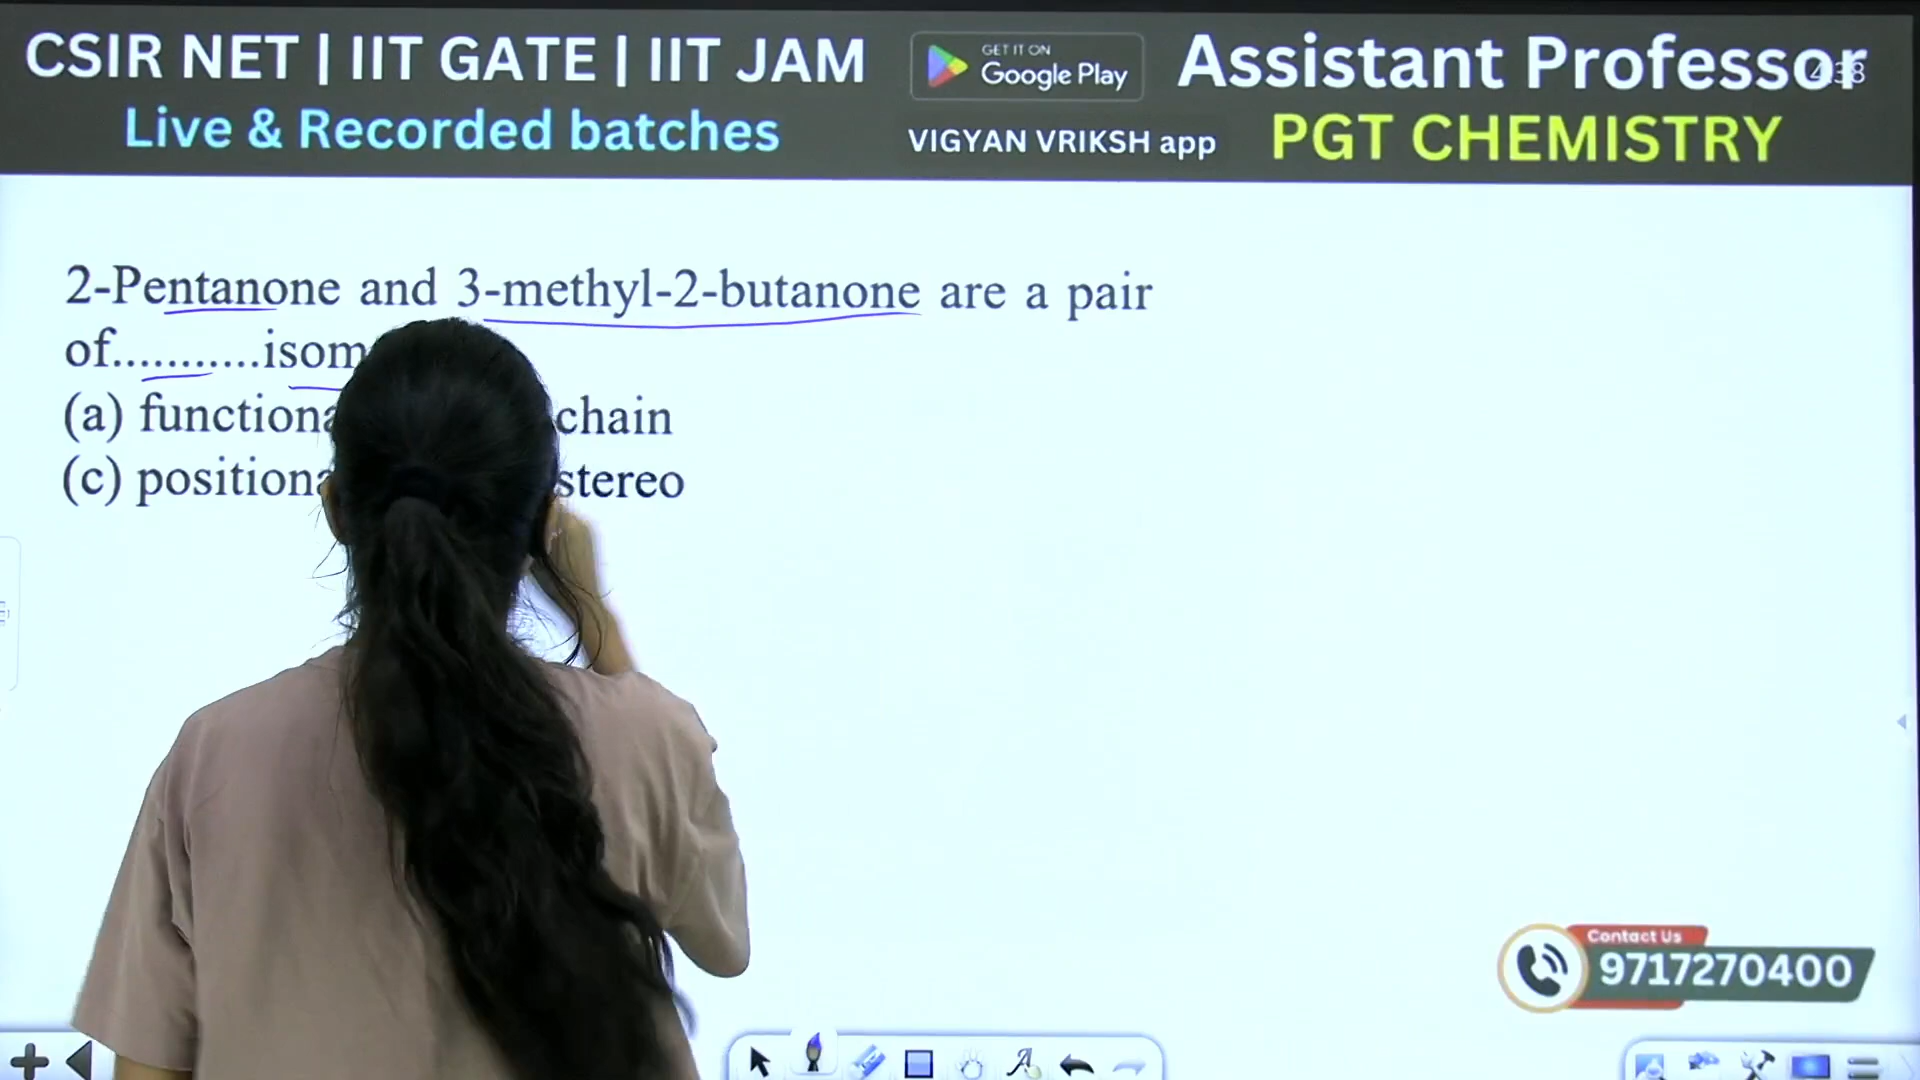 CSIR NET | IIT GATE | IIT JAM
Live & Recorded batches
GET IT ON
Google Play
VIGYAN VRIKSH app
Assistant Professor
4:38
PGT CHEMISTRY
2-Pentanone and 3-methyl-2-butanone are a pair
of...........isom
(a) functiona chain
(c) positiona stereo
Contact Us
9717270400